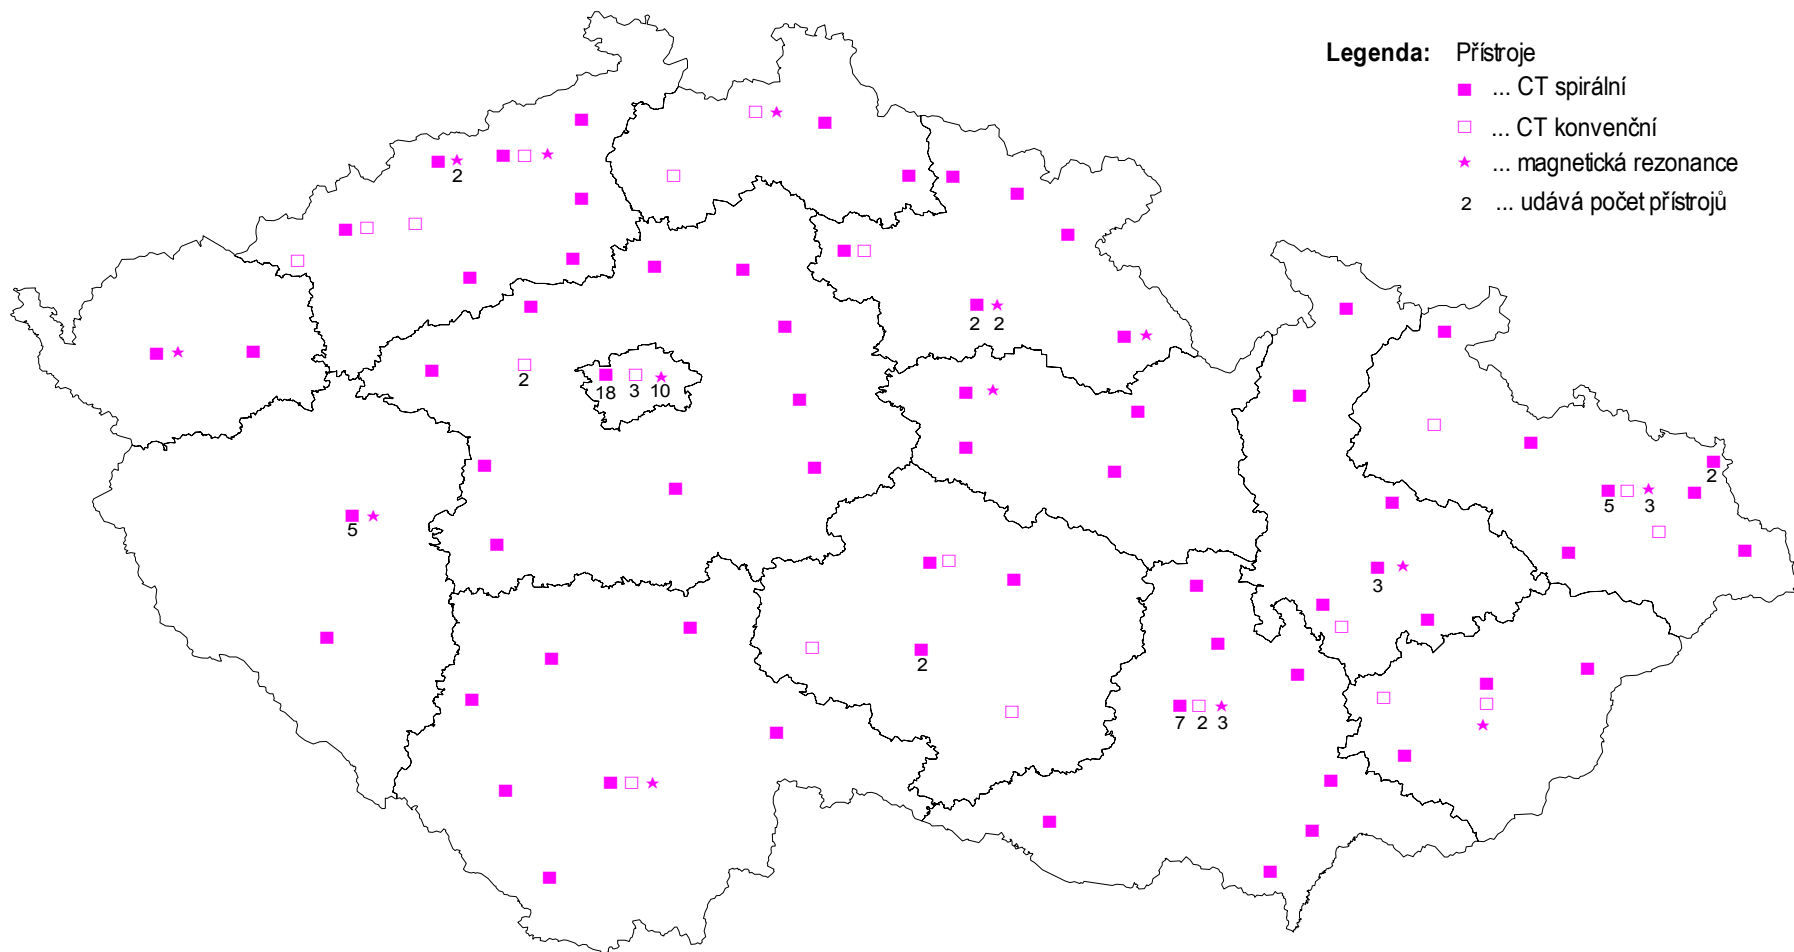 Legenda: Přístroje
... CT spirální
... CT konvenční
... magnetická rezonance
2 ... udává počet přístrojů
2
2 2
2
18 3 10
2
5 3
5
3
2
7 2 3